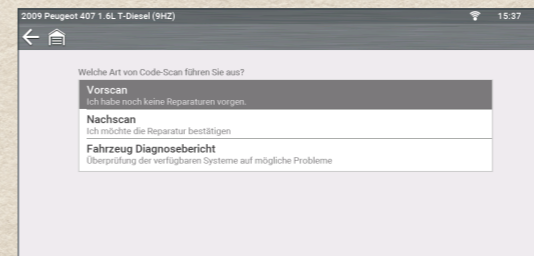 2009 Peugeot 407 1.6L T-Diesel (9HZ) 15:37
Welche Art von Code-Scan führen Sie aus?
Vorscan
Ich habe noch keine Reparaturen vorgen.
Nachscan
Ich möchte die Reparatur bestätigen
Fahrzeug Diagnosebericht
Überprüfung der verfügbaren Systeme auf mögliche Probleme